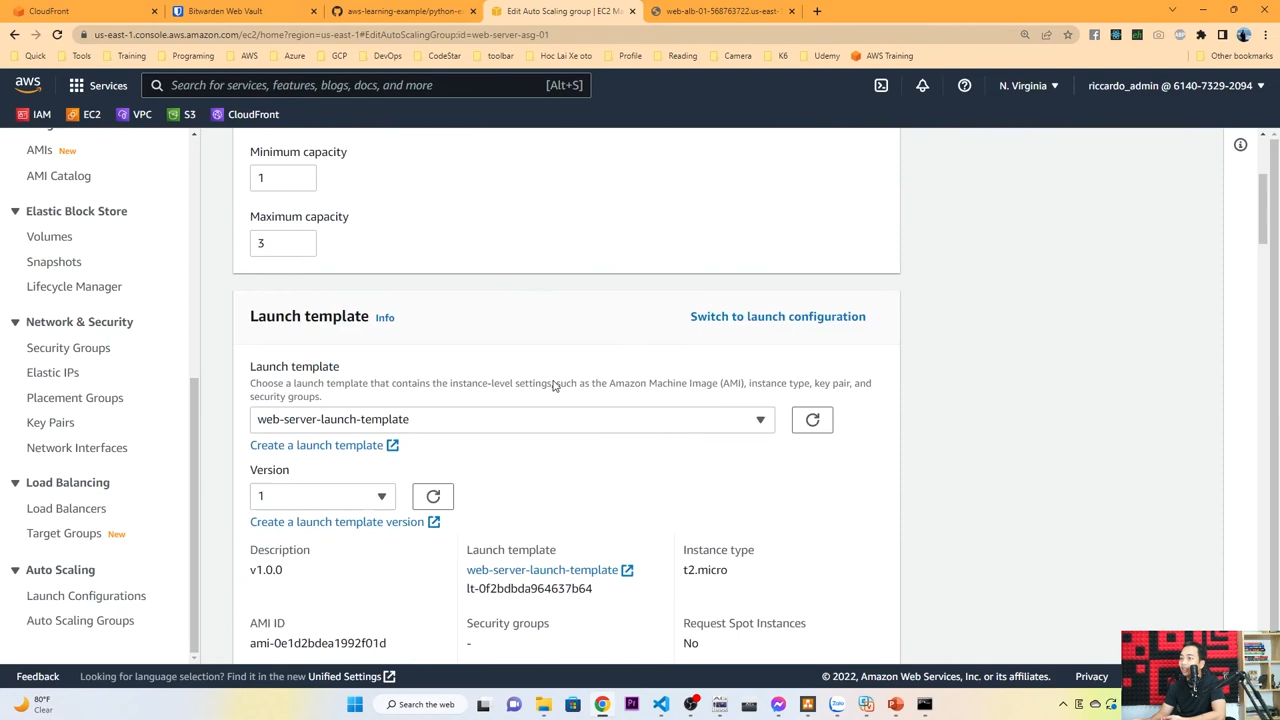 CloudFront
Bitwarden Web Vault
aws-learning-example/python-e
Edit Auto Scaling group | EC2 M
web-alb-01-568763722.us-east-
us-east-1.console.aws.amazon.com/ec2/home?region=us-east-1#EditAutoScalingGroup:id=web-server-asg-01
Quick Tools Training Programing AWS Azure GCP DevOps CodeStar toolbar Hoc Lai Xe oto Profile Reading Camera K6 Udemy AWS Training Other bookmarks
aws Services Search for services, features, blogs, docs, and more [Alt+S] N. Virginia riccardo_admin @ 6140-7329-2094
IAM EC2 VPC S3 CloudFront
AMIs New
AMI Catalog
Elastic Block Store
Volumes
Snapshots
Lifecycle Manager
Network & Security
Security Groups
Elastic IPs
Placement Groups
Key Pairs
Network Interfaces
Load Balancing
Load Balancers
Target Groups New
Auto Scaling
Launch Configurations
Auto Scaling Groups
Minimum capacity
1
Maximum capacity
3
Launch template Info Switch to launch configuration
Launch template
Choose a launch template that contains the instance-level settings such as the Amazon Machine Image (AMI), instance type, key pair, and
security groups.
web-server-launch-template
Create a launch template
Version
1
Create a launch template version
Description Launch template Instance type
v1.0.0 web-server-launch-template t2.micro
lt-0f2bdbda964637b64
AMI ID Security groups Request Spot Instances
ami-0e1d2bdea1992f01d - No
Feedback Looking for language selection? Find it in the new Unified Settings © 2022, Amazon Web Services, Inc. or its affiliates. Privacy
80°F
Clear
Search the web